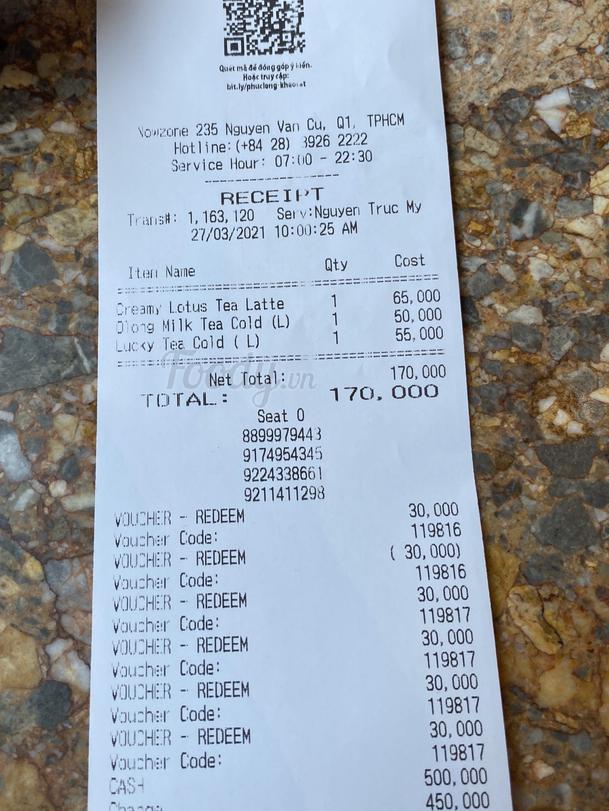 Quét mã để đóng góp ý kiến.
Hoặc truy cập:
bit.ly/phuclong-khaosat
Nowzone 235 Nguyen Van Cu, Q1, TPHCM
Hotline:(+84 28) 3926 2222
Service Hour: 07:00 - 22:30
RECEIPT
Trans#: 1,163,120 Serv:Nguyen Truc My
27/03/2021 10:00:25 AM
Item Name Qty Cost
Creamy Lotus Tea Latte 1 65,000
Olong Milk Tea Cold (L) 1 50,000
Lucky Tea Cold ( L) 1 55,000
Foody.vn
Net Total: 170,000
TOTAL: 170,000
Seat 0
8899979443
9174954345
9224338661
9211411298
VOUCHER - REDEEM 30,000
Voucher Code: 119816
VOUCHER - REDEEM ( 30,000)
Voucher Code: 119816
VOUCHER - REDEEM 30,000
Voucher Code: 119817
VOUCHER - REDEEM 30,000
Voucher Code: 119817
VOUCHER - REDEEM 30,000
Voucher Code: 119817
VOUCHER - REDEEM 30,000
Voucher Code: 119817
CASH 500,000
Change 450,000